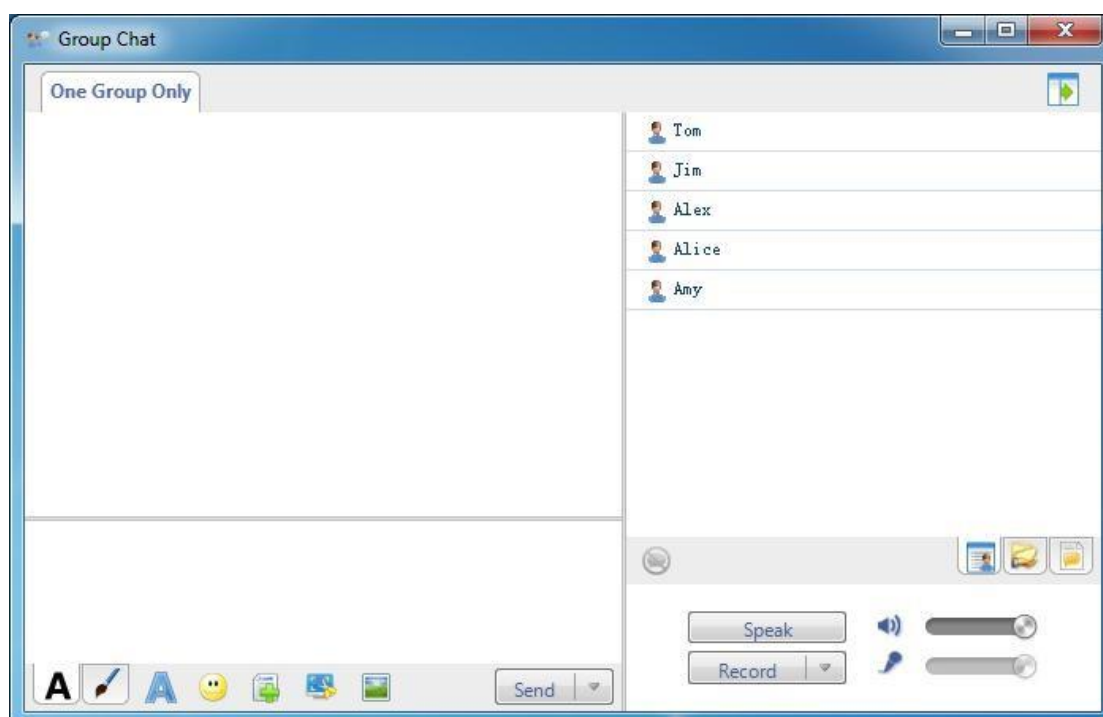 Group Chat
One Group Only
Tom
Jim
Alex
Alice
Amy
Speak
Record
A
A
Send